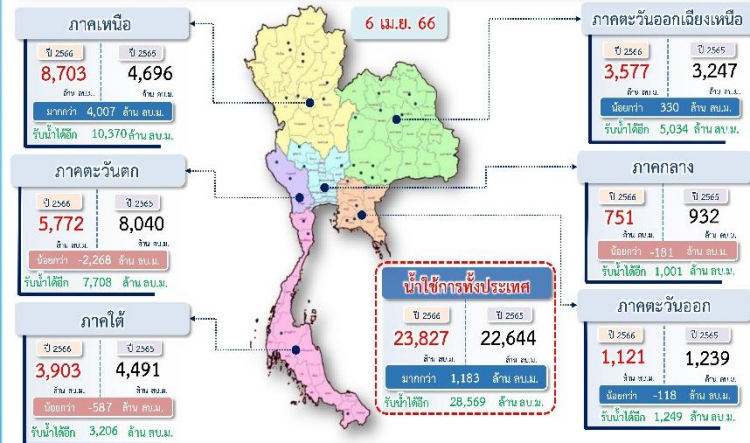 6 เม.ย. 66
ภาคเหนือ
ปี 2566 ปี 2565
8,703 4,696
ล้าน ลบ.ม. ล้าน ลบ.ม.
มากกว่า 4,007 ล้าน ลบ.ม.
รับน้ำได้อีก 10,370 ล้าน ลบ.ม.
ภาคตะวันตก
ปี 2566 ปี 2565
5,772 8,040
ล้าน ลบ.ม. ล้าน ลบ.ม.
น้อยกว่า -2,268 ล้าน ลบ.ม.
รับน้ำได้อีก 7,708 ล้าน ลบ.ม.
ภาคใต้
ปี 2566 ปี 2565
3,903 4,491
ล้าน ลบ.ม. ล้าน ลบ.ม.
น้อยกว่า -587 ล้าน ลบ.ม.
รับน้ำได้อีก 3,206 ล้าน ลบ.ม.
น้ำใช้การทั้งประเทศ
ปี 2566 ปี 2565
23,827 22,644
ล้าน ลบ.ม. ล้าน ลบ.ม.
มากกว่า 1,183 ล้าน ลบ.ม.
รับน้ำได้อีก 28,569 ล้าน ลบ.ม.
ภาคตะวันออกเฉียงเหนือ
ปี 2566 ปี 2565
3,577 3,247
ล้าน ลบ.ม. ล้าน ลบ.ม.
น้อยกว่า 330 ล้าน ลบ.ม.
รับน้ำได้อีก 5,034 ล้าน ลบ.ม.
ภาคกลาง
ปี 2566 ปี 2565
751 932
ล้าน ลบ.ม. ล้าน ลบ.ม.
น้อยกว่า -181 ล้าน ลบ.ม.
รับน้ำได้อีก 1,001 ล้าน ลบ.ม.
ภาคตะวันออก
ปี 2566 ปี 2565
1,121 1,239
ล้าน ลบ.ม. ล้าน ลบ.ม.
น้อยกว่า -118 ล้าน ลบ.ม.
รับน้ำได้อีก 1,249 ล้าน ลบ.ม.